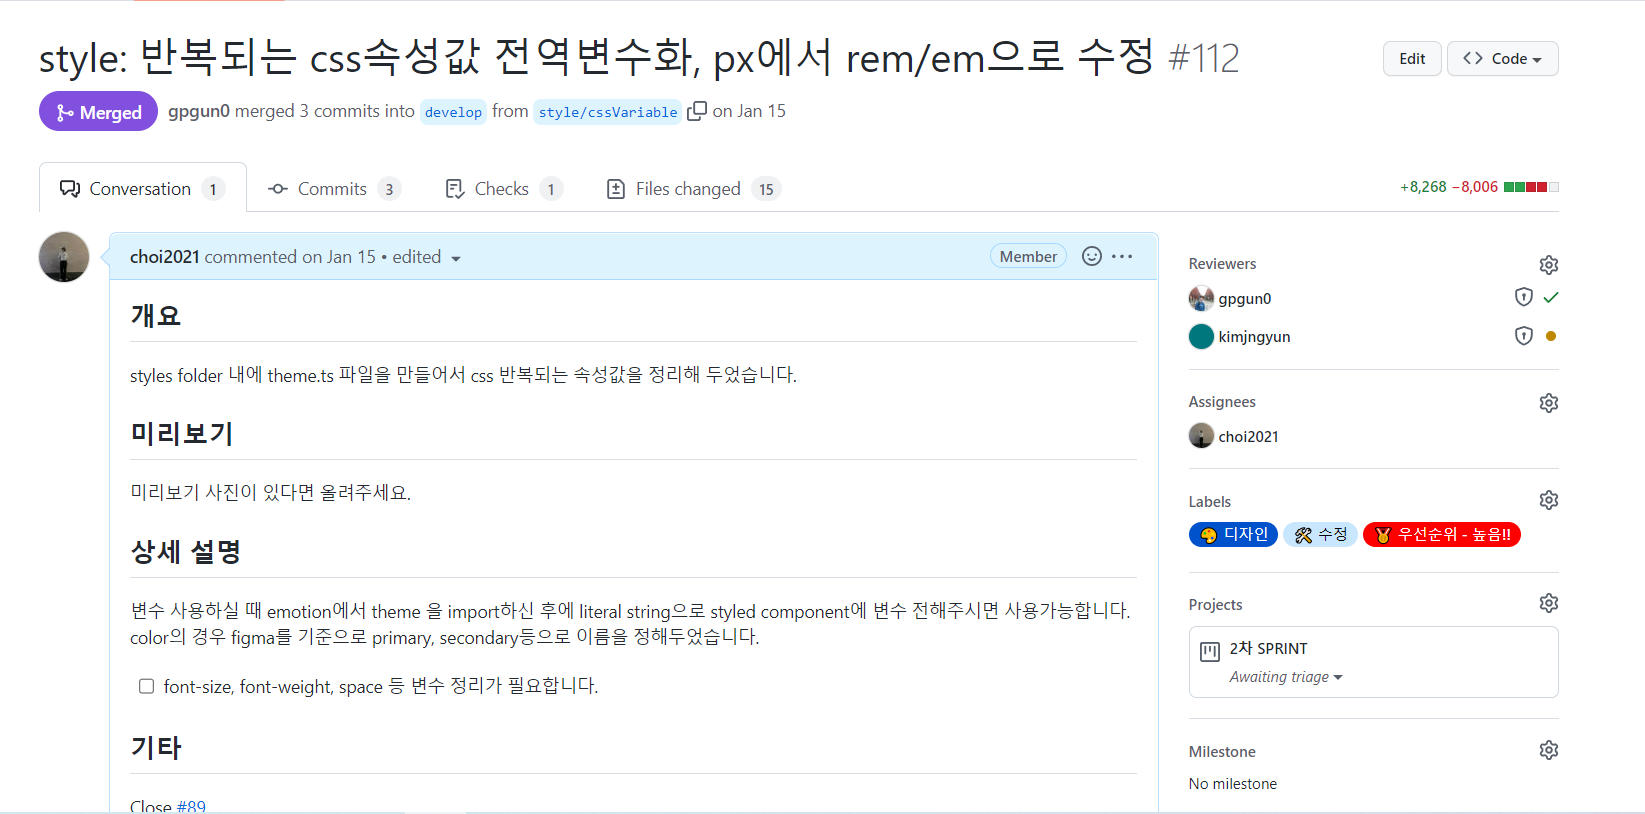 style: 반복되는 css속성값 전역변수화, px에서 rem/em으로 수정 #112
Edit
Code
Merged
gpgun0 merged 3 commits into develop from style/cssVariable on Jan 15
Conversation 1
Commits 3
Checks 1
Files changed 15
+8,268 −8,006
choi2021 commented on Jan 15 • edited
Member
개요
styles folder 내에 theme.ts 파일을 만들어서 css 반복되는 속성값을 정리해 두었습니다.
미리보기
미리보기 사진이 있다면 올려주세요.
상세 설명
변수 사용하실 때 emotion에서 theme 을 import하신 후에 literal string으로 styled component에 변수 전해주시면 사용가능합니다.
color의 경우 figma를 기준으로 primary, secondary등으로 이름을 정해두었습니다.
font-size, font-weight, space 등 변수 정리가 필요합니다.
기타
Close #89
Reviewers
gpgun0
kimjngyun
Assignees
choi2021
Labels
🎨 디자인
🛠 수정
🏅 우선순위 - 높음!!
Projects
2차 SPRINT
Awaiting triage
Milestone
No milestone